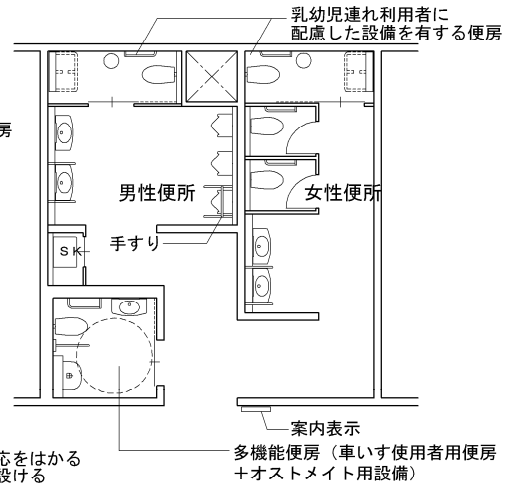 乳幼児連れ利用者に
配慮した設備を有する便房
房
男性便所
女性便所
手すり
SK
案内表示
多機能便房（車いす使用者用便房
＋オストメイト用設備）
応をはかる
設ける